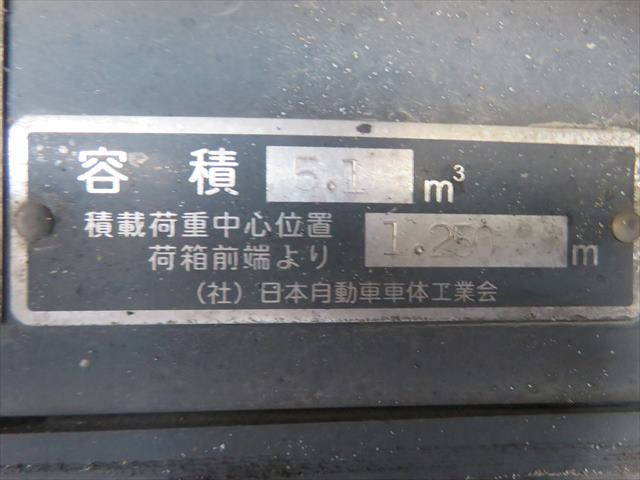 容積 5.1 m³
積載荷重中心位置
荷箱前端より 1.250 m
(社)日本自動車車体工業会